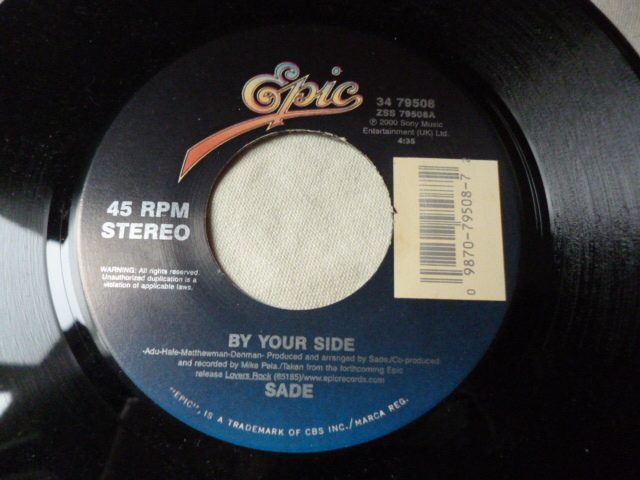 Epic
34 79508
ZSS 79508A
℗ 2000 Sony Music
Entertainment (UK) Ltd.
4:35
45 RPM
STEREO
0 9870-79508-7 2
WARNING: All rights reserved.
Unauthorized duplication is a
violation of applicable laws.
BY YOUR SIDE
-Adu-Hale-Matthewman-Denman- Produced and arranged by Sade./Co-produced
and recorded by Mike Pela./Taken from the forthcoming Epic
release Lovers Rock (85185)/www.epicrecords.com
SADE
"EPIC", IS A TRADEMARK OF CBS INC./MARCA REG.